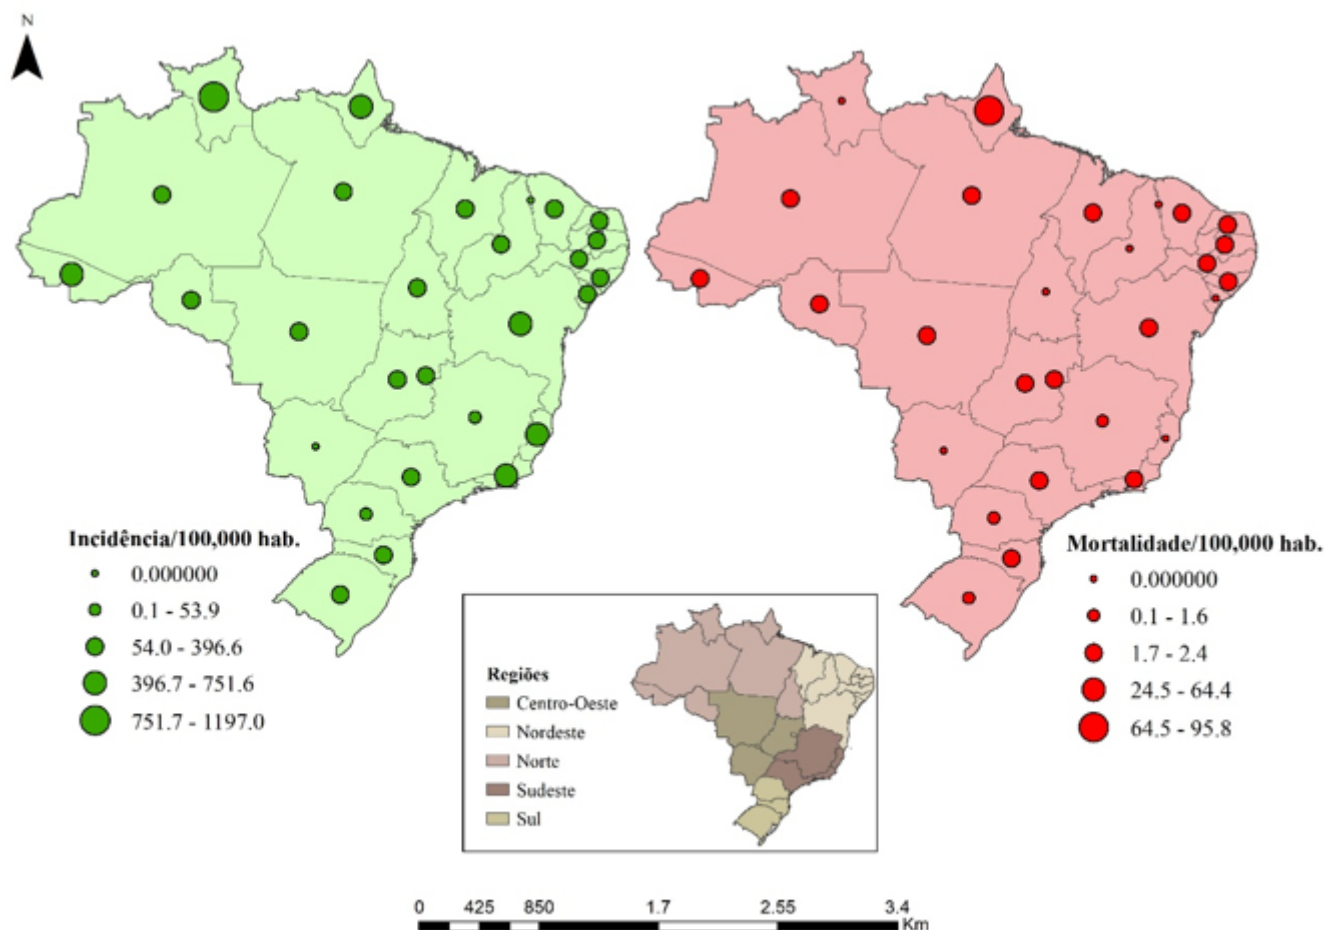 N
Incidência/100,000 hab.
0.000000
0.1 - 53.9
54.0 - 396.6
396.7 - 751.6
751.7 - 1197.0
Mortalidade/100,000 hab.
0.000000
0.1 - 1.6
1.7 - 2.4
24.5 - 64.4
64.5 - 95.8
Regiões
Centro-Oeste
Nordeste
Norte
Sudeste
Sul
0 425 850 1.7 2.55 3.4
Km